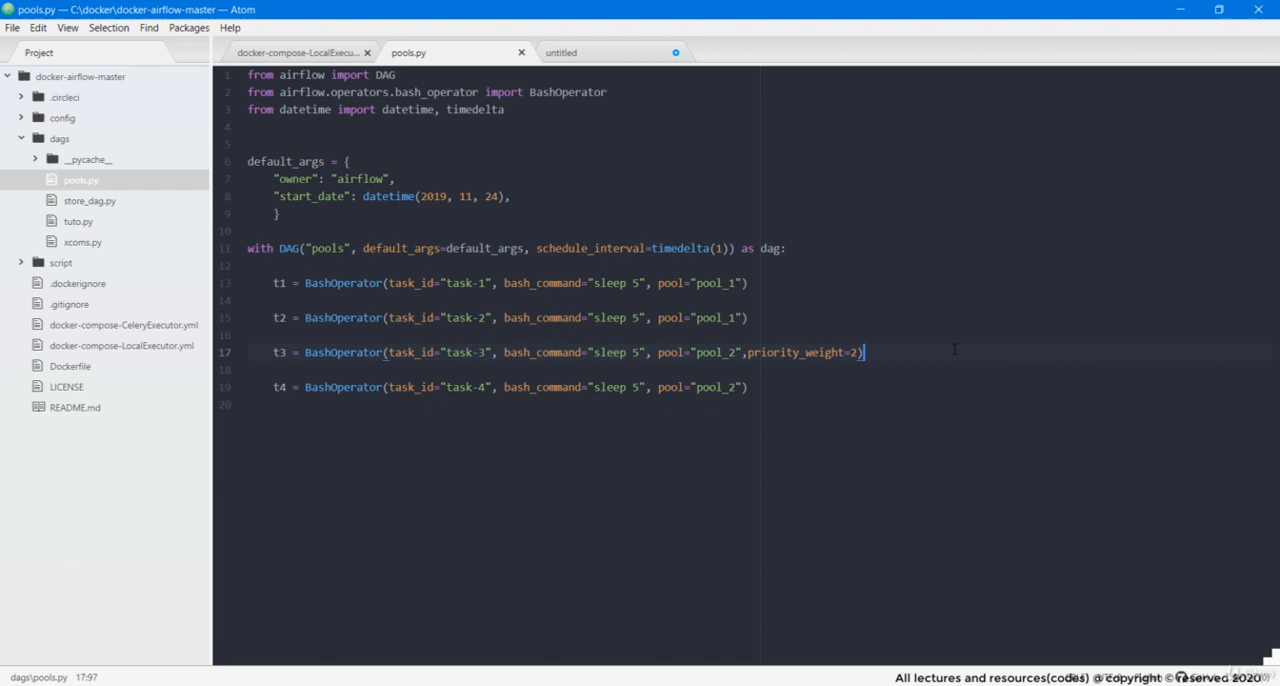 pools.py — C:\docker\docker-airflow-master — Atom
File Edit View Selection Find Packages Help
Project
docker-compose-LocalExecu...
pools.py
untitled
docker-airflow-master
.circleci
config
dags
__pycache__
pools.py
store_dag.py
tuto.py
xcoms.py
script
.dockerignore
.gitignore
docker-compose-CeleryExecutor.yml
docker-compose-LocalExecutor.yml
Dockerfile
LICENSE
README.md
1 from airflow import DAG
2 from airflow.operators.bash_operator import BashOperator
3 from datetime import datetime, timedelta
4
5
6 default_args = {
7 "owner": "airflow",
8 "start_date": datetime(2019, 11, 24),
9 }
10
11 with DAG("pools", default_args=default_args, schedule_interval=timedelta(1)) as dag:
12
13 t1 = BashOperator(task_id="task-1", bash_command="sleep 5", pool="pool_1")
14
15 t2 = BashOperator(task_id="task-2", bash_command="sleep 5", pool="pool_1")
16
17 t3 = BashOperator(task_id="task-3", bash_command="sleep 5", pool="pool_2",priority_weight=2)
18
19 t4 = BashOperator(task_id="task-4", bash_command="sleep 5", pool="pool_2")
20
dags\pools.py 17:97
All lectures and resources(codes) @ copyright © reserved 2020